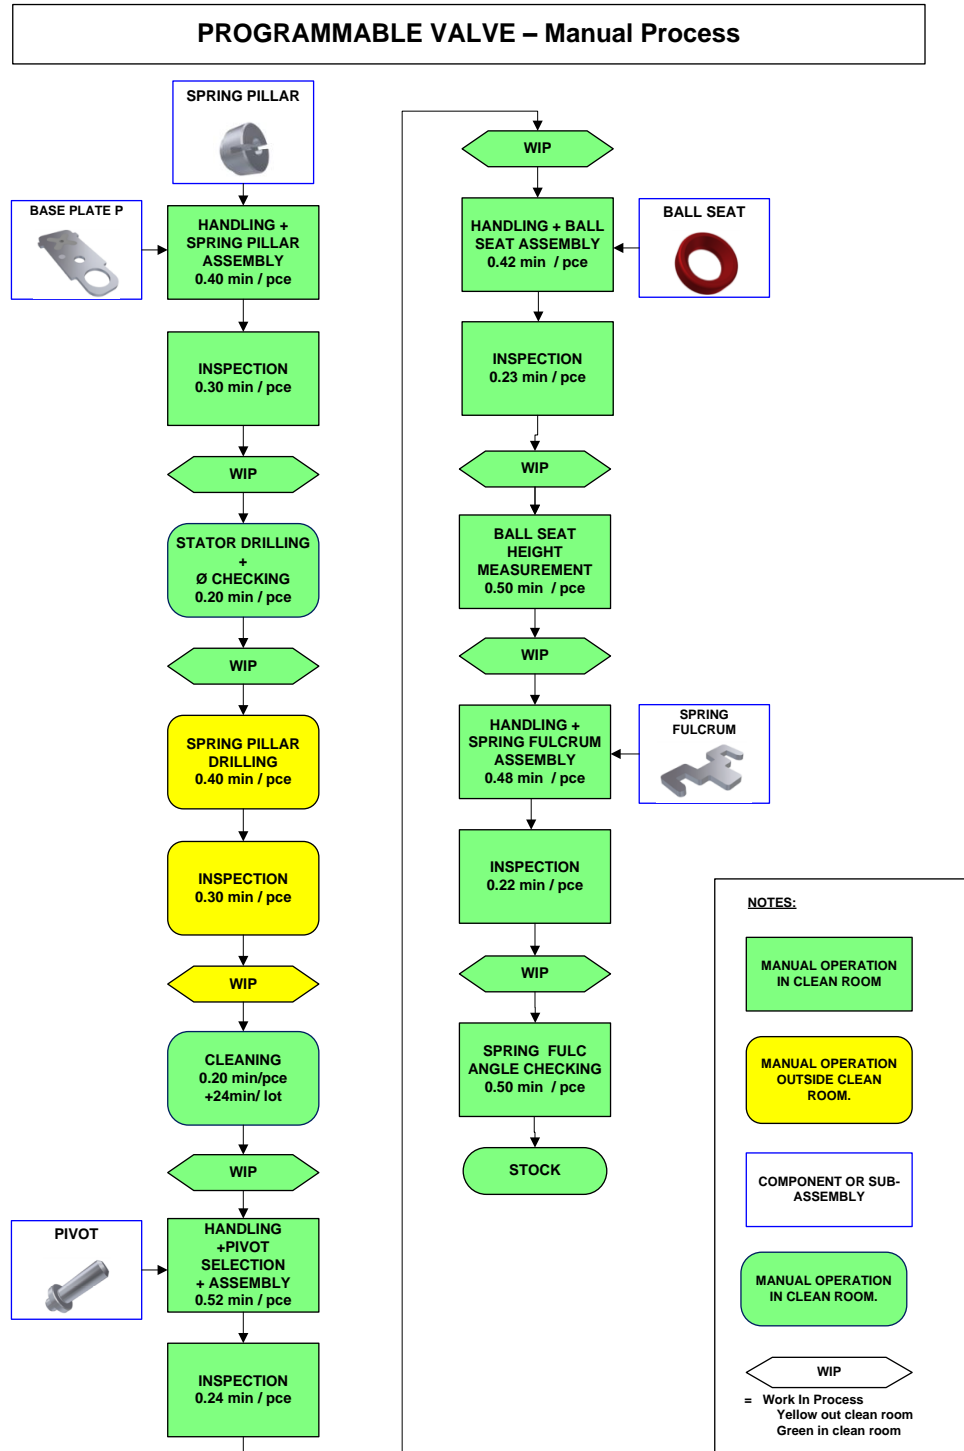 PROGRAMMABLE VALVE – Manual Process
SPRING PILLAR
BASE PLATE P
HANDLING +
SPRING PILLAR
ASSEMBLY
0.40 min / pce
INSPECTION
0.30 min / pce
WIP
STATOR DRILLING
+
Ø CHECKING
0.20 min / pce
WIP
SPRING PILLAR
DRILLING
0.40 min / pce
INSPECTION
0.30 min / pce
WIP
CLEANING
0.20 min/pce
+24min/ lot
WIP
PIVOT
HANDLING
+PIVOT
SELECTION
+ ASSEMBLY
0.52 min / pce
INSPECTION
0.24 min / pce
WIP
HANDLING + BALL
SEAT ASSEMBLY
0.42 min / pce
BALL SEAT
INSPECTION
0.23 min / pce
WIP
BALL SEAT
HEIGHT
MEASUREMENT
0.50 min / pce
WIP
HANDLING +
SPRING FULCRUM
ASSEMBLY
0.48 min / pce
SPRING
FULCRUM
INSPECTION
0.22 min / pce
WIP
SPRING FULC
ANGLE CHECKING
0.50 min / pce
STOCK
NOTES:
MANUAL OPERATION
IN CLEAN ROOM
MANUAL OPERATION
OUTSIDE CLEAN
ROOM.
COMPONENT OR SUB-
ASSEMBLY
MANUAL OPERATION
IN CLEAN ROOM.
WIP
= Work In Process
Yellow out clean room
Green in clean room